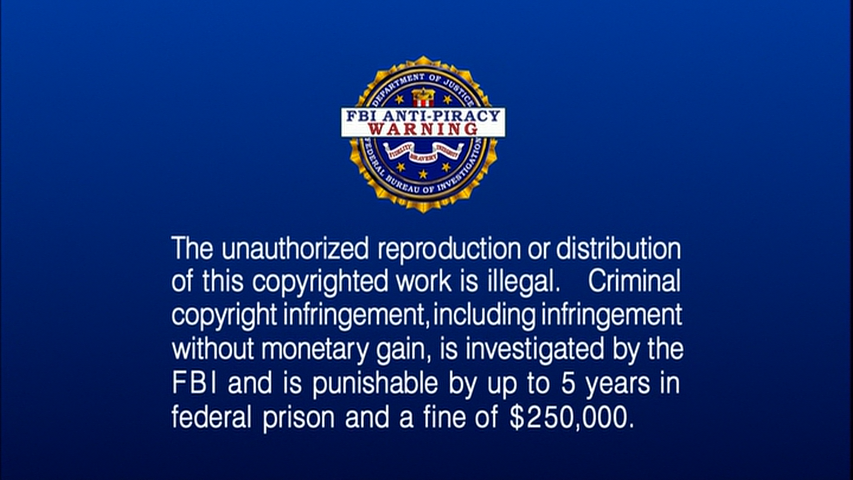 DEPARTMENT OF JUSTICE
FBI ANTI-PIRACY
WARNING
FIDELITY BRAVERY INTEGRITY
FEDERAL BUREAU OF INVESTIGATION
The unauthorized reproduction or distribution
of this copyrighted work is illegal. Criminal
copyright infringement, including infringement
without monetary gain, is investigated by the
FBI and is punishable by up to 5 years in
federal prison and a fine of $250,000.